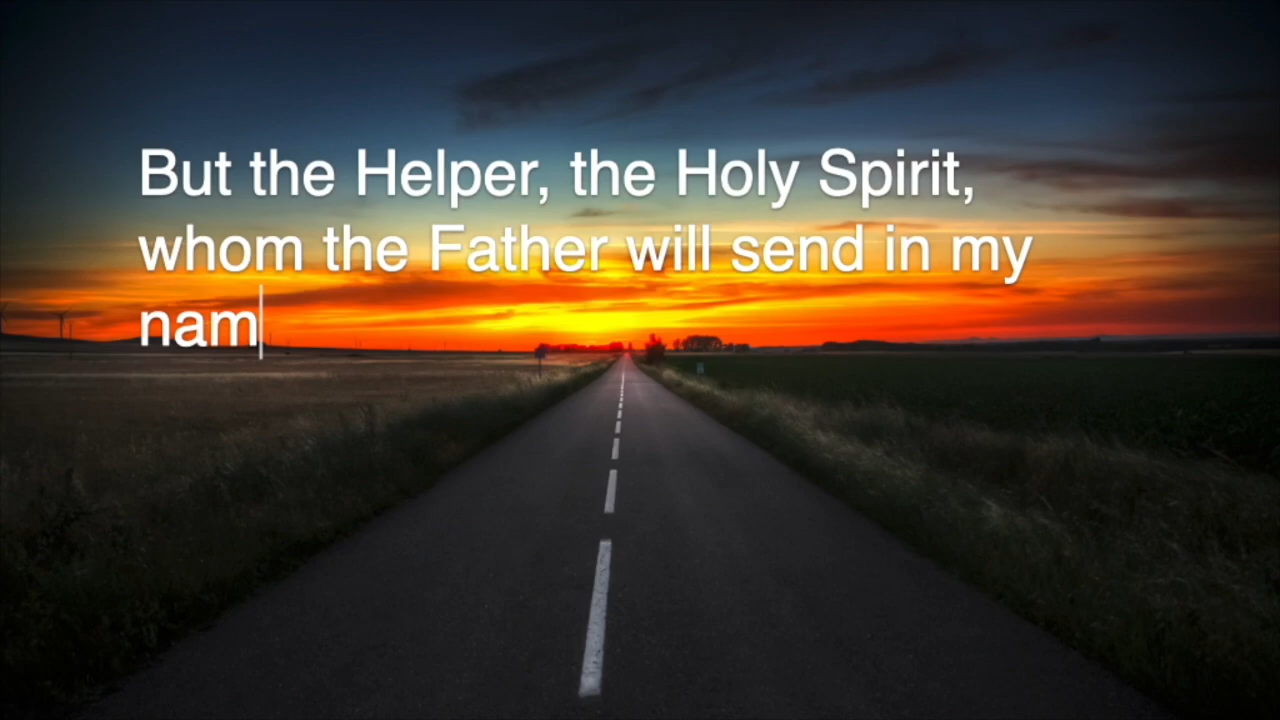 But the Helper, the Holy Spirit,
whom the Father will send in my
nam